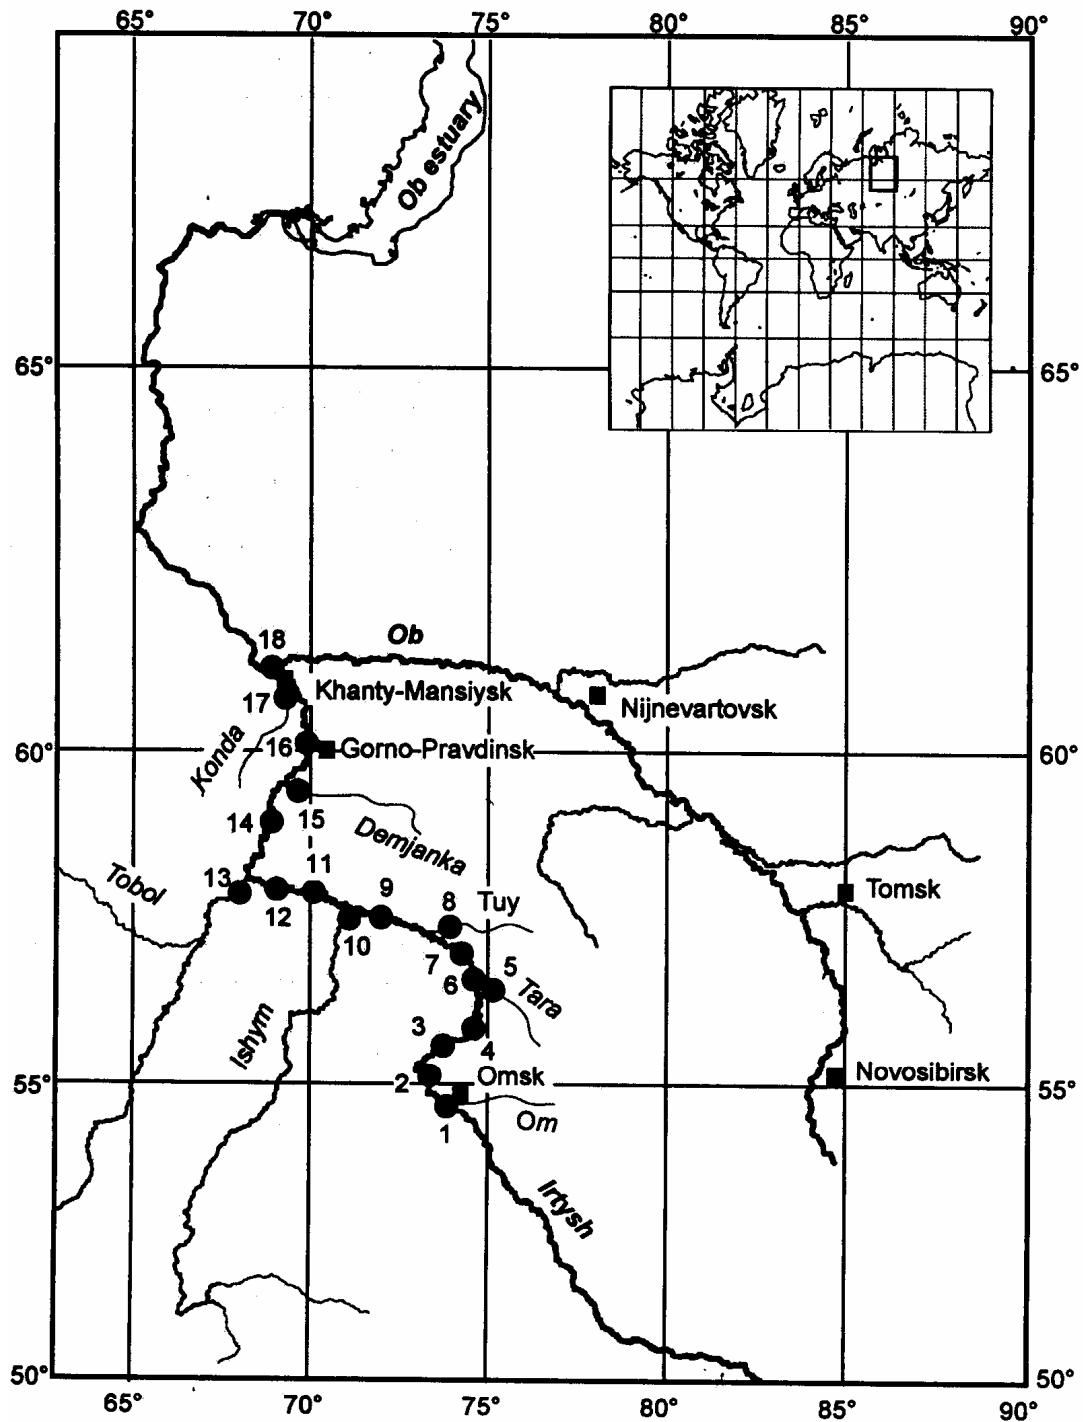 65° 70° 75° 80° 85° 90°
Ob estuary
65° 65°
18
Ob
Khanty-Mansiysk
17
Nijnevartovsk
Konda
16
Gorno-Pravdinsk
60° 60°
14
15
Demjanka
11
Tobol
13
9
8
Tuy
Tomsk
12
10
7
5
6
Tara
Ishym
3
4
2
Omsk
Novosibirsk
55° 55°
1
Om
Irtysh
50° 50°
65° 70° 75° 80° 85° 90°